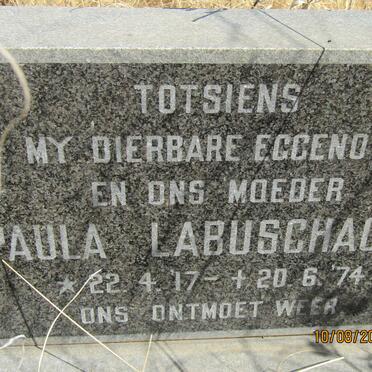 TOTSIENS
MY DIERBARE EGGENO
EN ONS MOEDER
PAULA LABUSCHAG
* 22. 4. '17 - + 20. 6. '74
ONS ONTMOET WEER
10/08/20